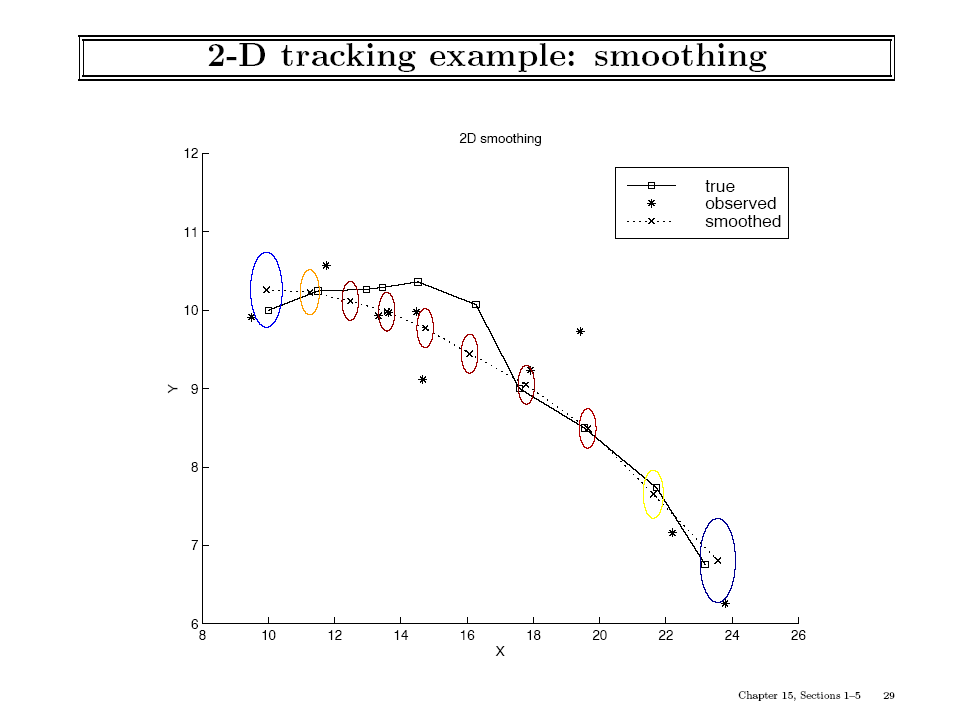 2-D tracking example: smoothing
2D smoothing
12
11
10
9
8
7
6
Y
true
observed
smoothed
8 10 12 14 16 18 20 22 24 26
X
Chapter 15, Sections 1–5 29